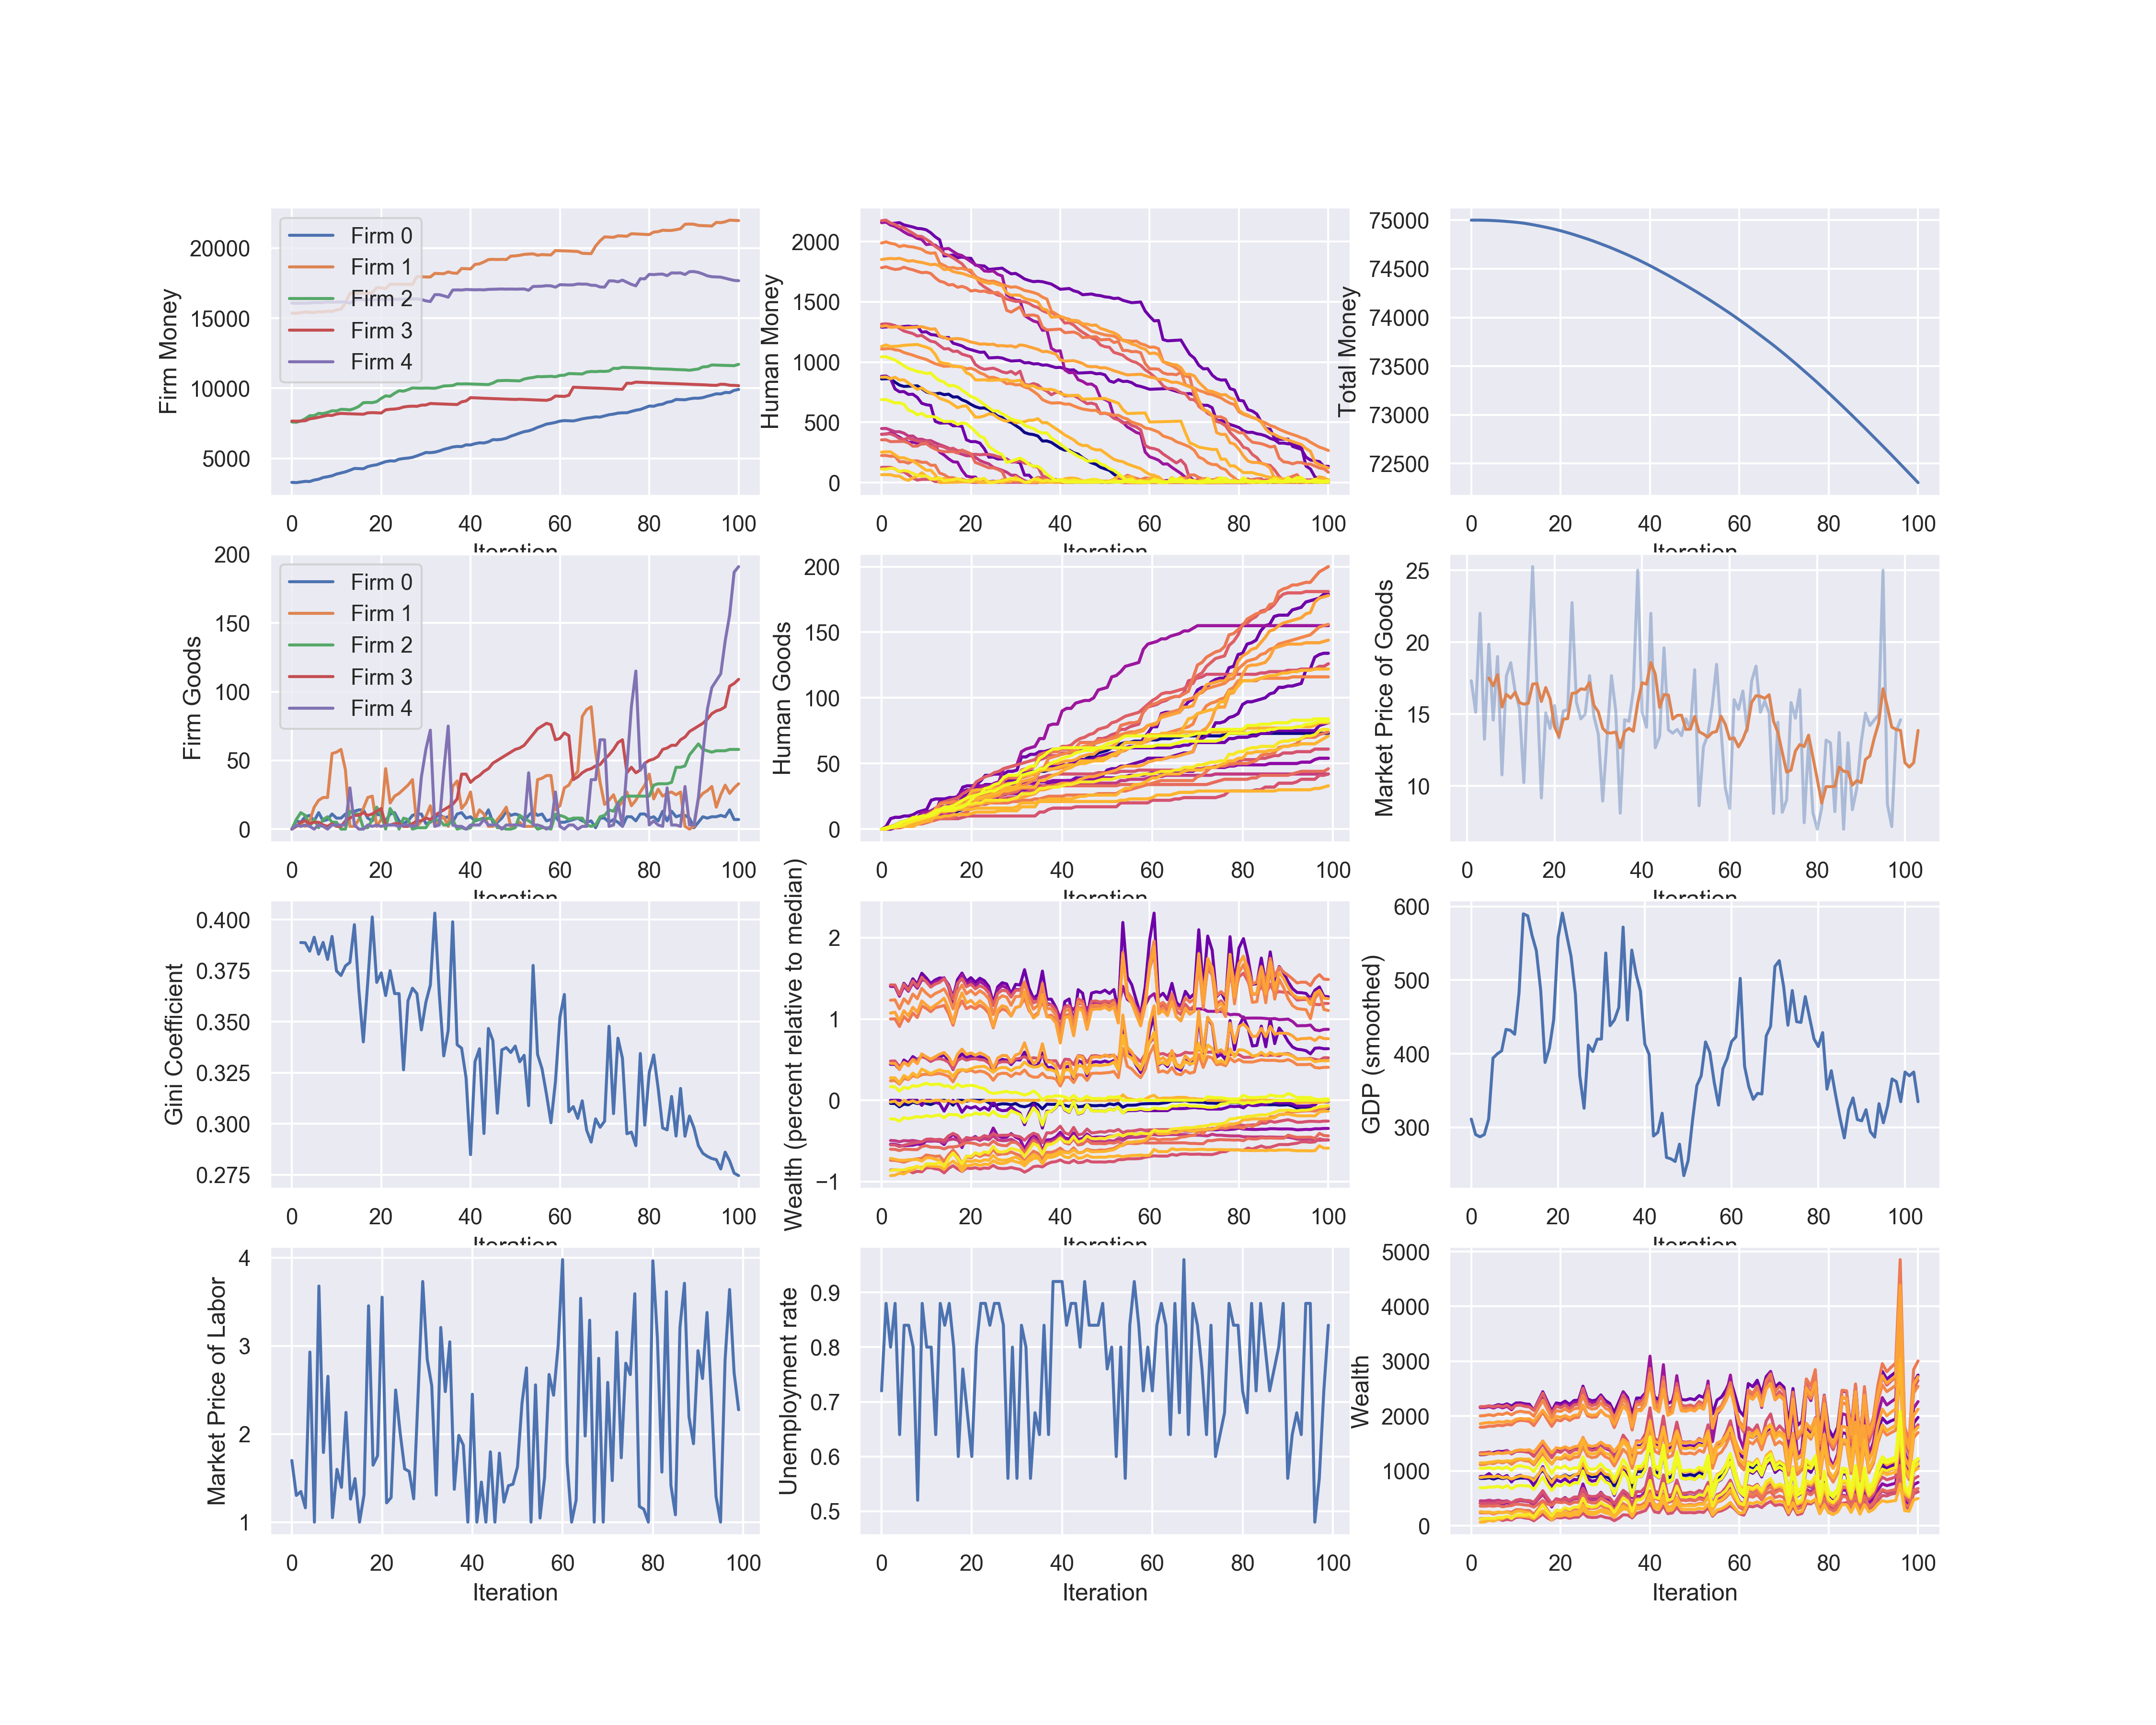 Firm Money
20000
15000
10000
5000
Firm 0
Firm 1
Firm 2
Firm 3
Firm 4
0 20 40 60 80 100
Iteration
Human Money
2000
1500
1000
500
0
0 20 40 60 80 100
Iteration
Total Money
75000
74500
74000
73500
73000
72500
0 20 40 60 80 100
Iteration
Firm Goods
200
150
100
50
0
Firm 0
Firm 1
Firm 2
Firm 3
Firm 4
0 20 40 60 80 100
Iteration
Human Goods
200
150
100
50
0
0 20 40 60 80 100
Iteration
Market Price of Goods
25
20
15
10
0 20 40 60 80 100
Iteration
Gini Coefficient
0.400
0.375
0.350
0.325
0.300
0.275
0 20 40 60 80 100
Iteration
Wealth (percent relative to median)
2
1
0
−1
0 20 40 60 80 100
Iteration
GDP (smoothed)
600
500
400
300
0 20 40 60 80 100
Iteration
Market Price of Labor
4
3
2
1
0 20 40 60 80 100
Iteration
Unemployment rate
0.9
0.8
0.7
0.6
0.5
0 20 40 60 80 100
Iteration
Wealth
5000
4000
3000
2000
1000
0
0 20 40 60 80 100
Iteration